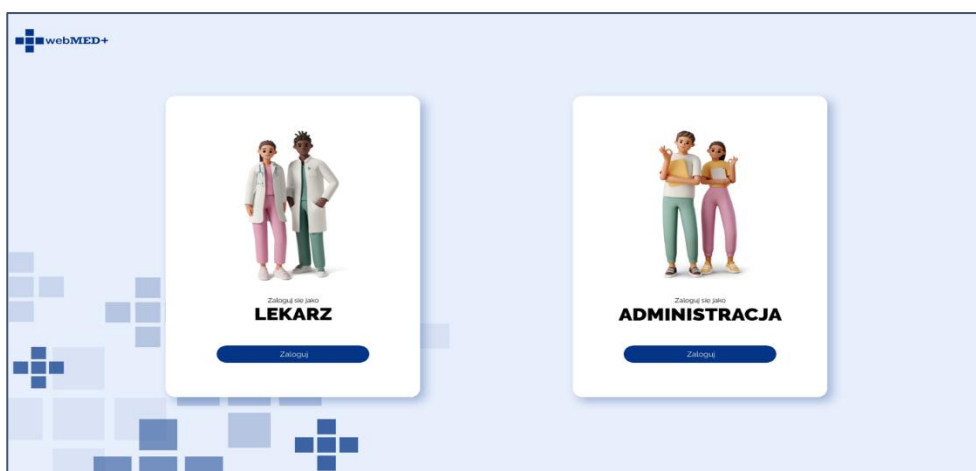 webMED+
Zaloguj się jako
LEKARZ
Zaloguj
Zaloguj się jako
ADMINISTRACJA
Zaloguj